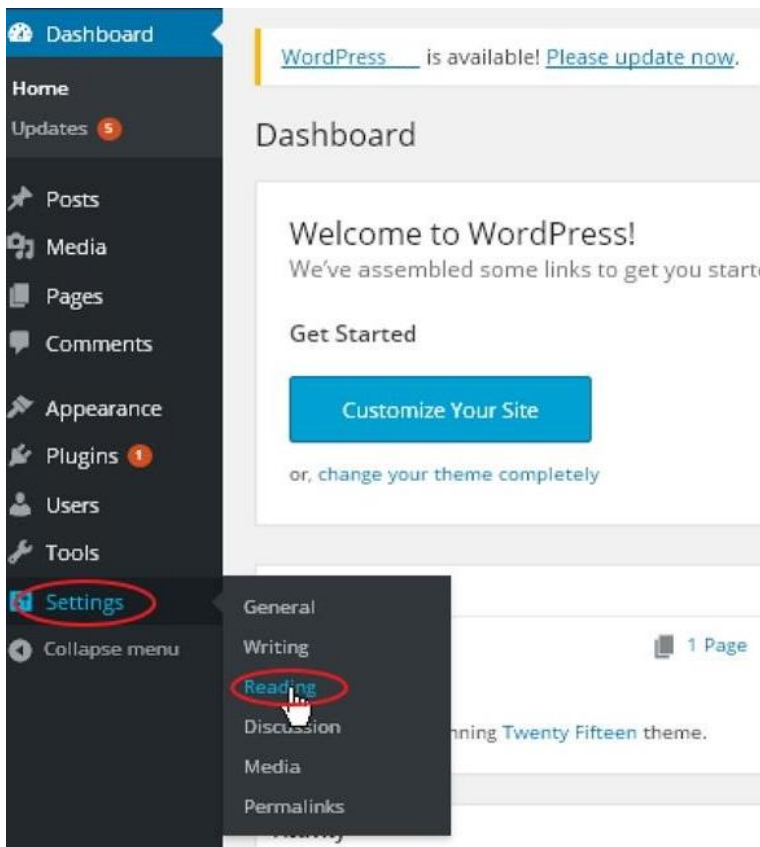 Dashboard
Home
Updates 5
Posts
Media
Pages
Comments
Appearance
Plugins 1
Users
Tools
Settings
Collapse menu
General
Writing
Reading
Discussion
Media
Permalinks
WordPress is available! Please update now.
Dashboard
Welcome to WordPress!
We've assembled some links to get you
Get Started
Customize Your Site
or, change your theme completely
1 Page
Twenty Fifteen theme.